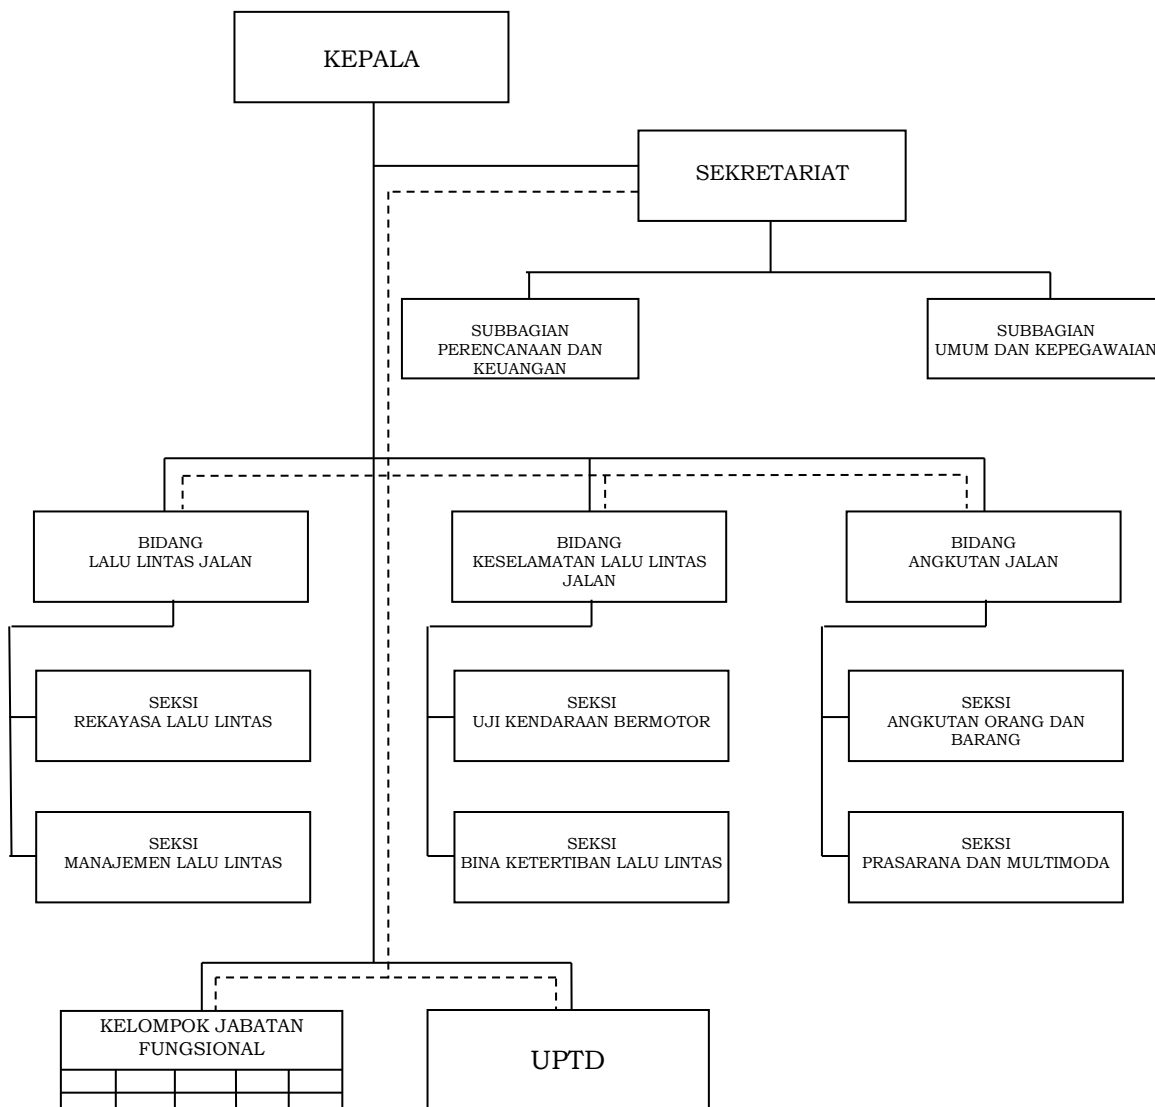 KEPALA
SEKRETARIAT
SUBBAGIAN
PERENCANAAN DAN
KEUANGAN
SUBBAGIAN
UMUM DAN KEPEGAWAIAN
BIDANG
LALU LINTAS JALAN
BIDANG
KESELAMATAN LALU LINTAS
JALAN
BIDANG
ANGKUTAN JALAN
SEKSI
REKAYASA LALU LINTAS
SEKSI
UJI KENDARAAN BERMOTOR
SEKSI
ANGKUTAN ORANG DAN
BARANG
SEKSI
MANAJEMEN LALU LINTAS
SEKSI
BINA KETERTIBAN LALU LINTAS
SEKSI
PRASARANA DAN MULTIMODA
KELOMPOK JABATAN
FUNGSIONAL
UPTD